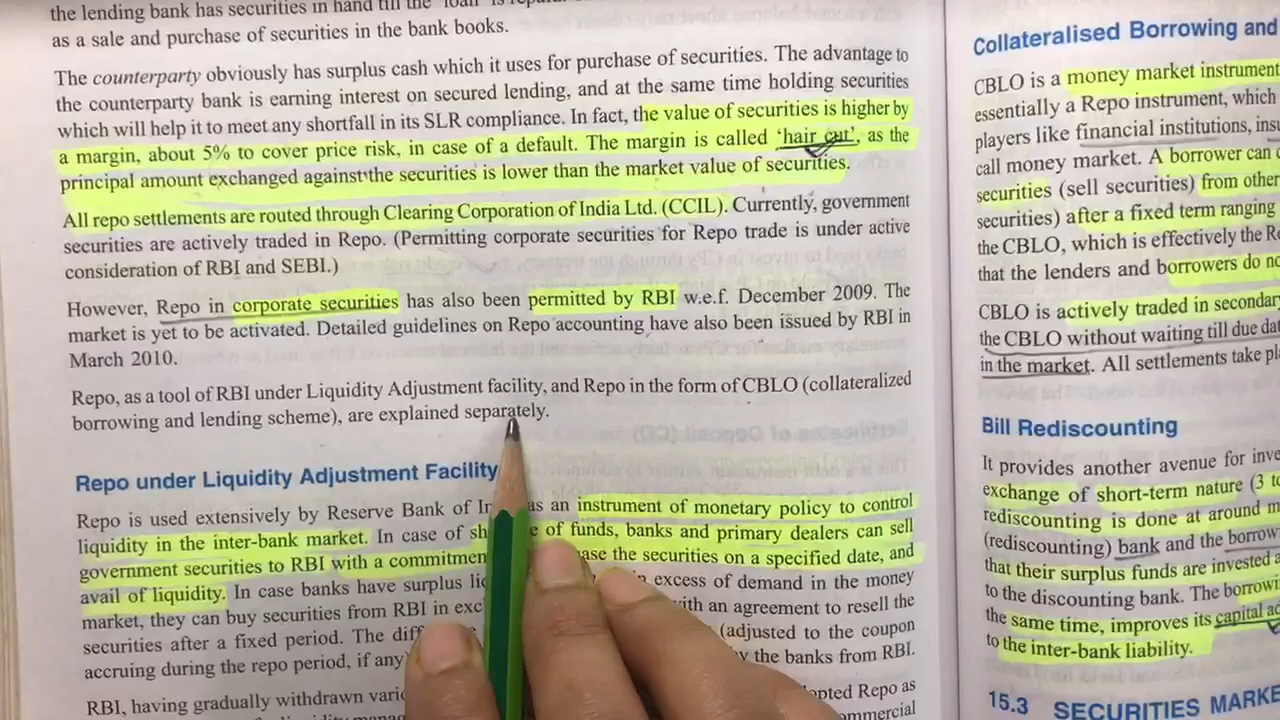 the lending bank has securities in hand till the 'loan' is
as a sale and purchase of securities in the bank books.
The counterparty obviously has surplus cash which it uses for purchase of securities. The advantage to
the counterparty bank is earning interest on secured lending, and at the same time holding securities
which will help it to meet any shortfall in its SLR compliance. In fact, the value of securities is higher by
a margin, about 5% to cover price risk, in case of a default. The margin is called 'hair cut', as the
principal amount exchanged against the securities is lower than the market value of securities.
All repo settlements are routed through Clearing Corporation of India Ltd. (CCIL). Currently, government
securities are actively traded in Repo. (Permitting corporate securities for Repo trade is under active
consideration of RBI and SEBI.)
However, Repo in corporate securities has also been permitted by RBI w.e.f. December 2009. The
market is yet to be activated. Detailed guidelines on Repo accounting have also been issued by RBI in
March 2010.
Repo, as a tool of RBI under Liquidity Adjustment facility, and Repo in the form of CBLO (collateralized
borrowing and lending scheme), are explained separately.
Repo under Liquidity Adjustment Facility
Repo is used extensively by Reserve Bank of as an instrument of monetary policy to control
liquidity in the inter-bank market. In case of of funds, banks and primary dealers can sell
government securities to RBI with a the securities on a specified date, and
avail of liquidity. In case banks have surplus excess of demand in the money
market, they can buy securities from RBI in with an agreement to resell the
securities after a fixed period. The (adjusted to the coupon
accruing during the repo period, if any) the banks from RBI.
RBI, having gradually withdrawn Repo as
Collateralised Borrowing and
CBLO is a money market instrument
essentially a Repo instrument, which
players like financial institutions,
call money market. A borrower can
securities (sell securities) from other
securities) after a fixed term ranging
the CBLO, which is effectively the
that the lenders and borrowers do
CBLO is actively traded in
the CBLO without waiting till due
in the market. All settlements take
Bill Rediscounting
It provides another avenue for
exchange of short-term nature (3
rediscounting is done at around
(rediscounting) bank and the
that their surplus funds are invested
to the discounting bank. The
the same time, improves its capital
to the inter-bank liability.
15.3 SECURITIES